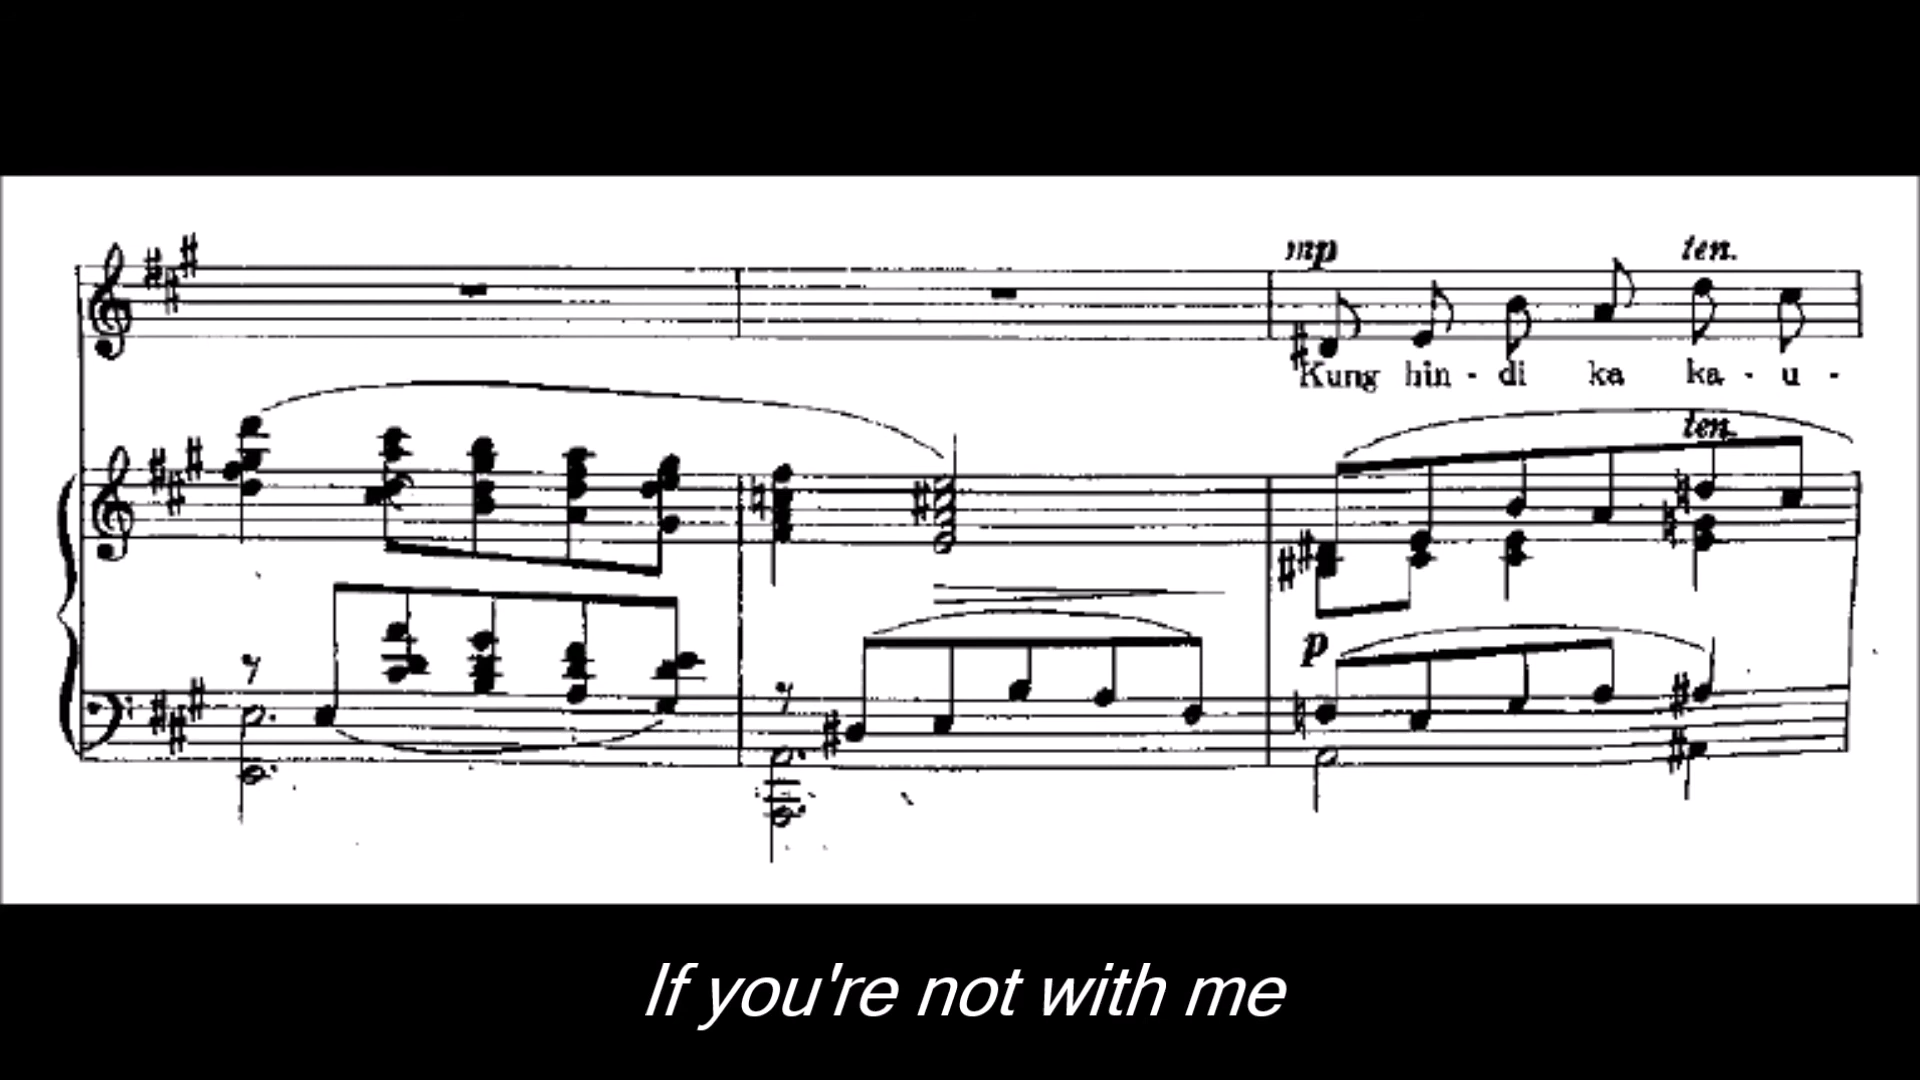 mp ten.
Kung hin - di ka ka - u -
ten.
p
If you're not with me